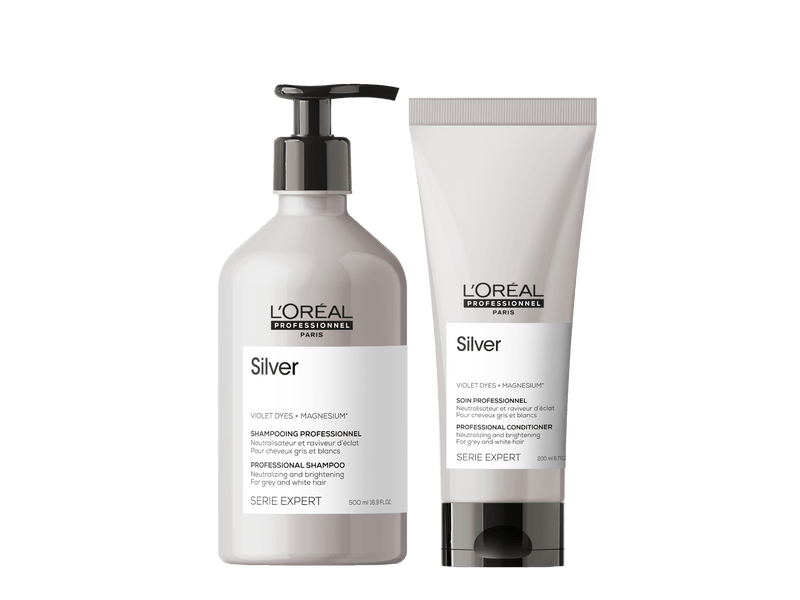 L'ORÉAL
PROFESSIONNEL
PARIS
Silver
VIOLET DYES + MAGNESIUM*
SHAMPOOING PROFESSIONNEL
Neutralisateur et raviveur d'éclat
Pour cheveux gris et blancs
PROFESSIONAL SHAMPOO
Neutralizing and brightening
For grey and white hair
SERIE EXPERT 500 ml 16.9 FL.OZ.
L'ORÉAL
PROFESSIONNEL
PARIS
Silver
VIOLET DYES + MAGNESIUM*
SOIN PROFESSIONNEL
Neutralisateur et raviveur d'éclat
Pour cheveux gris et blancs
PROFESSIONAL CONDITIONER
Neutralizing and brightening
For grey and white hair
SERIE EXPERT 200 ml 6.7